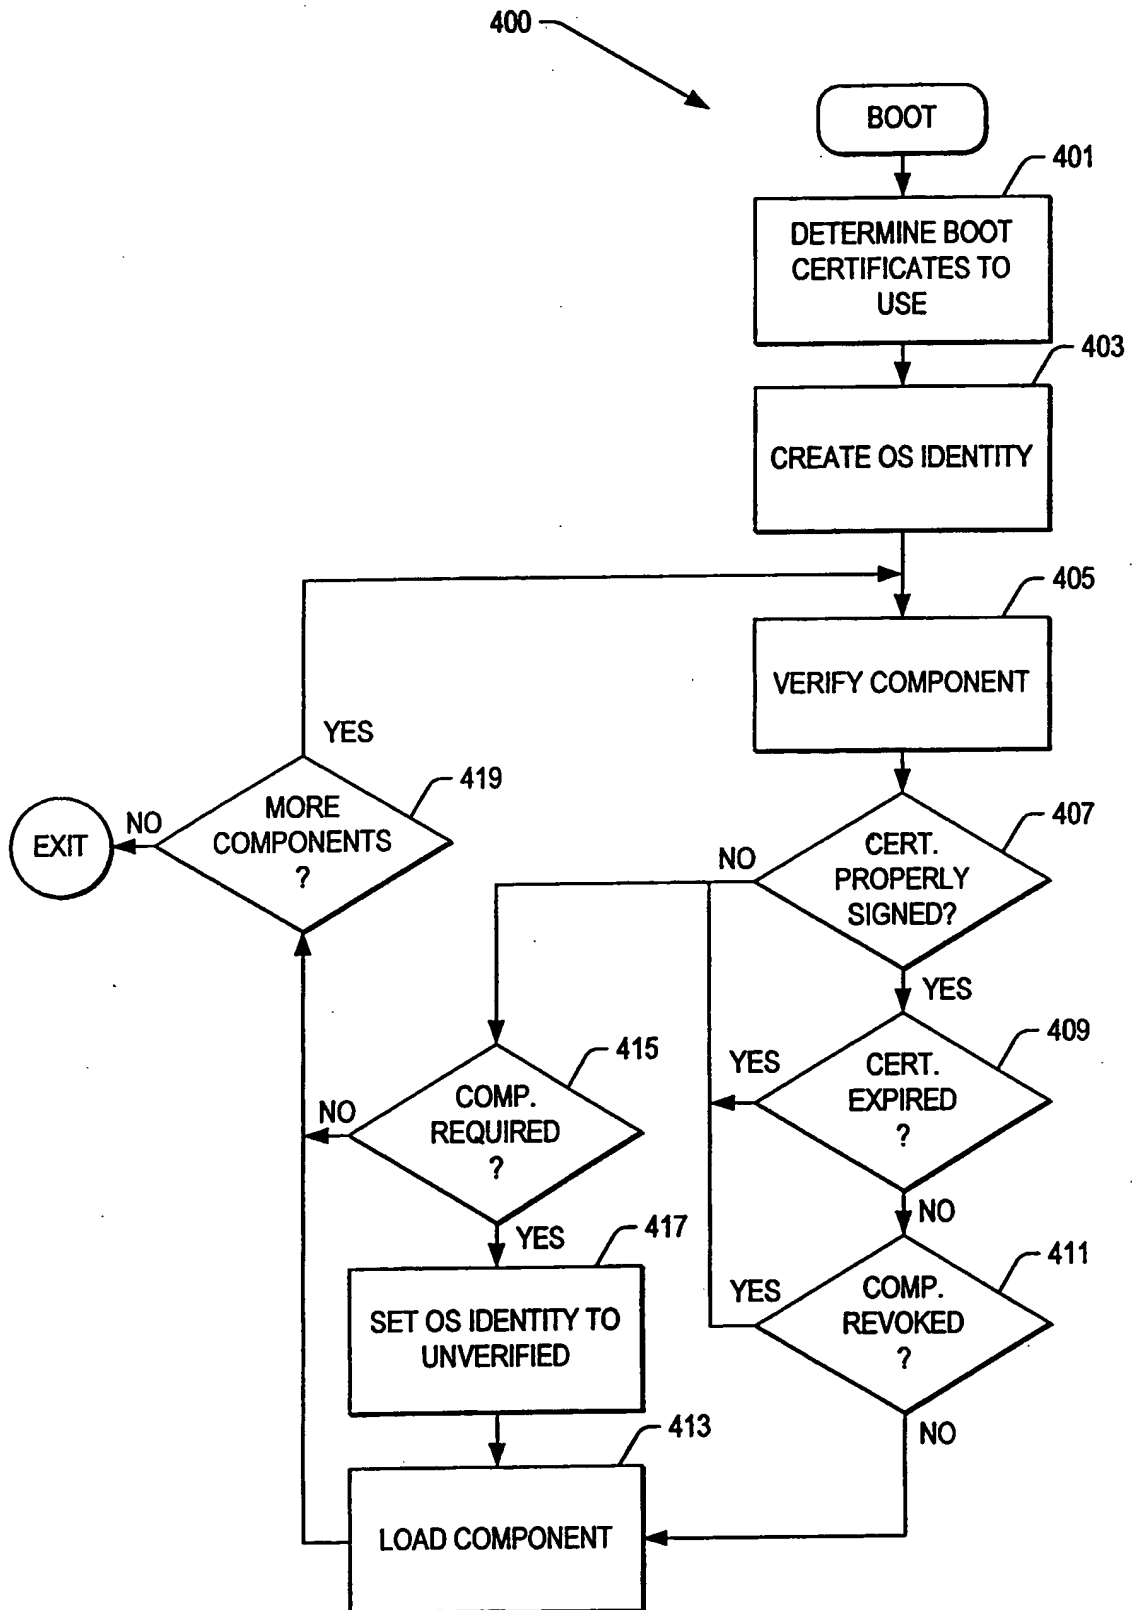 400
BOOT
401
DETERMINE BOOT
CERTIFICATES TO
USE
403
CREATE OS IDENTITY
405
VERIFY COMPONENT
YES
419
MORE
COMPONENTS
?
NO
EXIT
407
CERT.
PROPERLY
SIGNED?
NO
YES
409
CERT.
EXPIRED
?
YES
NO
415
COMP.
REQUIRED
?
NO
YES
411
COMP.
REVOKED
?
YES
NO
417
SET OS IDENTITY TO
UNVERIFIED
413
LOAD COMPONENT